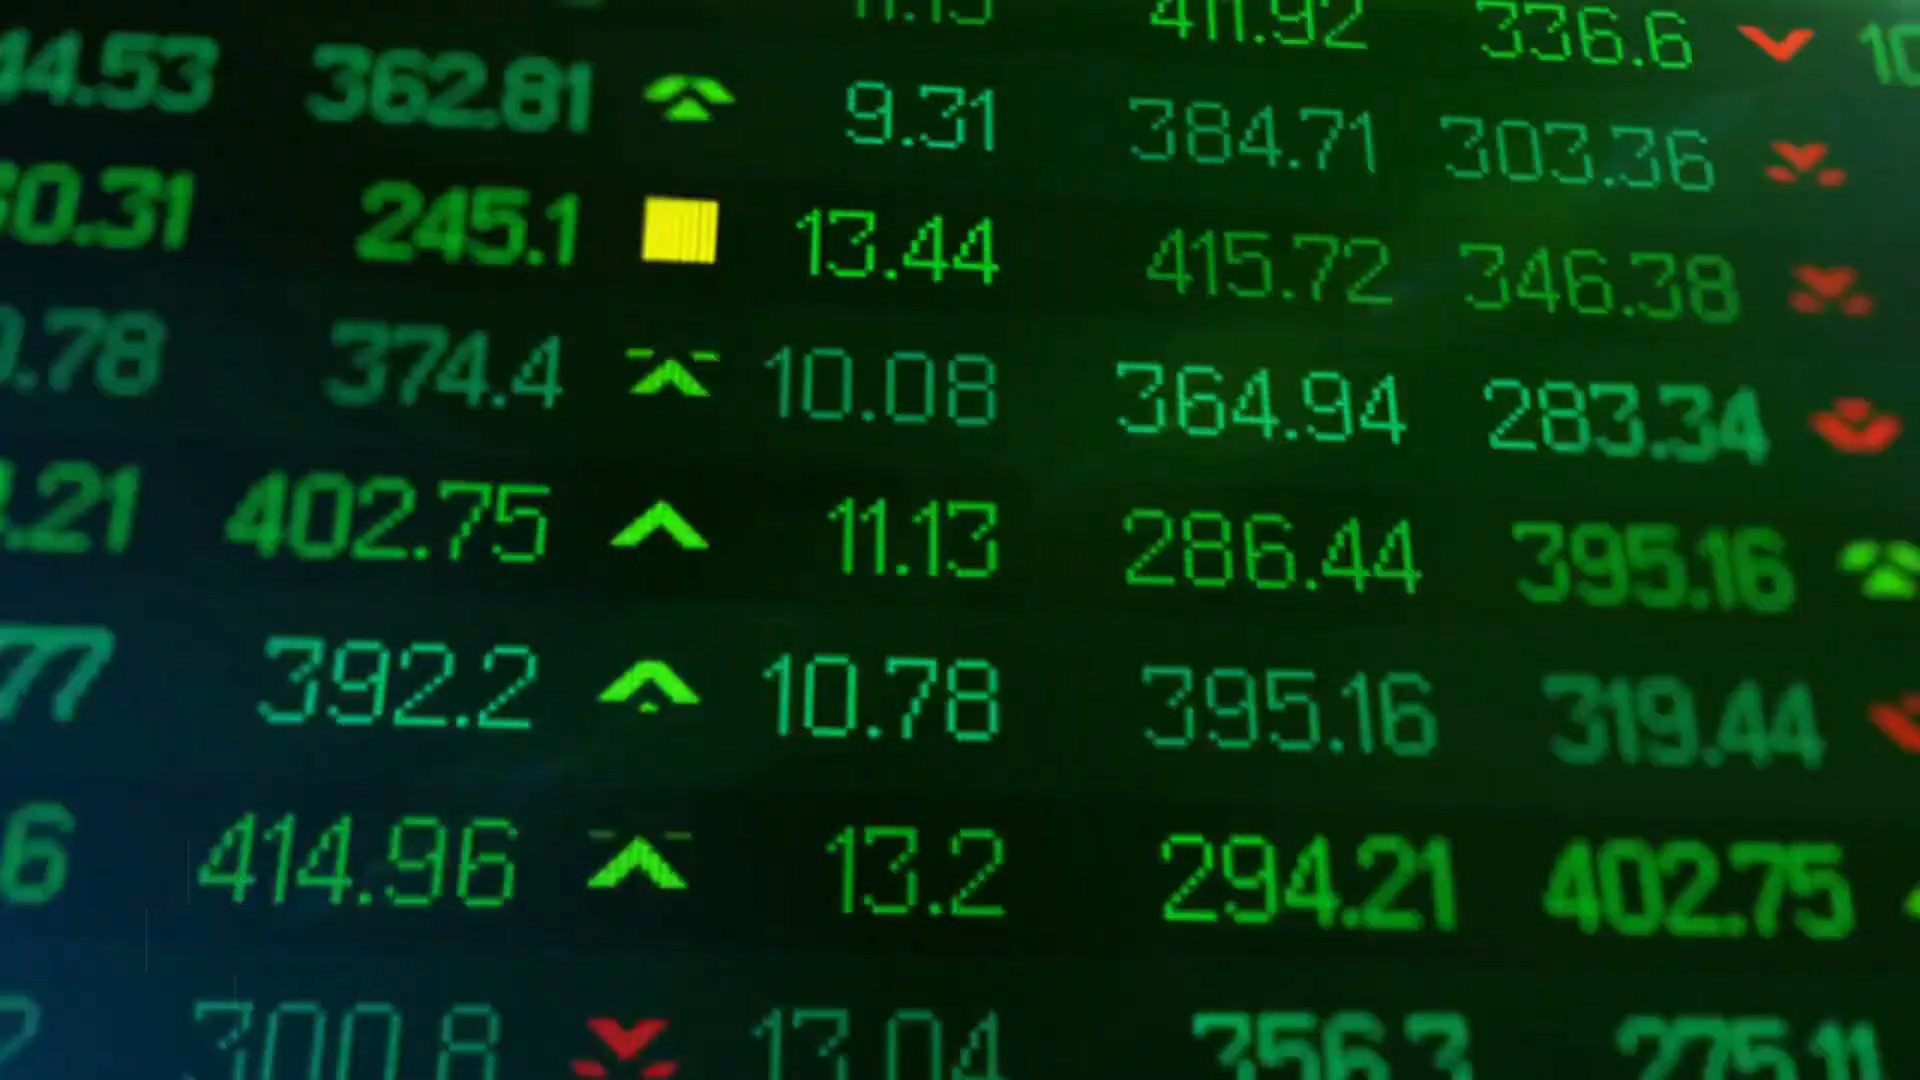 11.13 411.92 336.6 10
44.53 362.81 9.31 384.71 303.36
60.31 245.1 13.44 415.72 346.38
0.78 374.4 10.08 364.94 283.34
.21 402.75 11.13 286.44 395.16
77 392.2 10.78 395.16 319.44
6 414.96 13.2 294.21 402.75
2 300.8 13.04 356.3 275.11